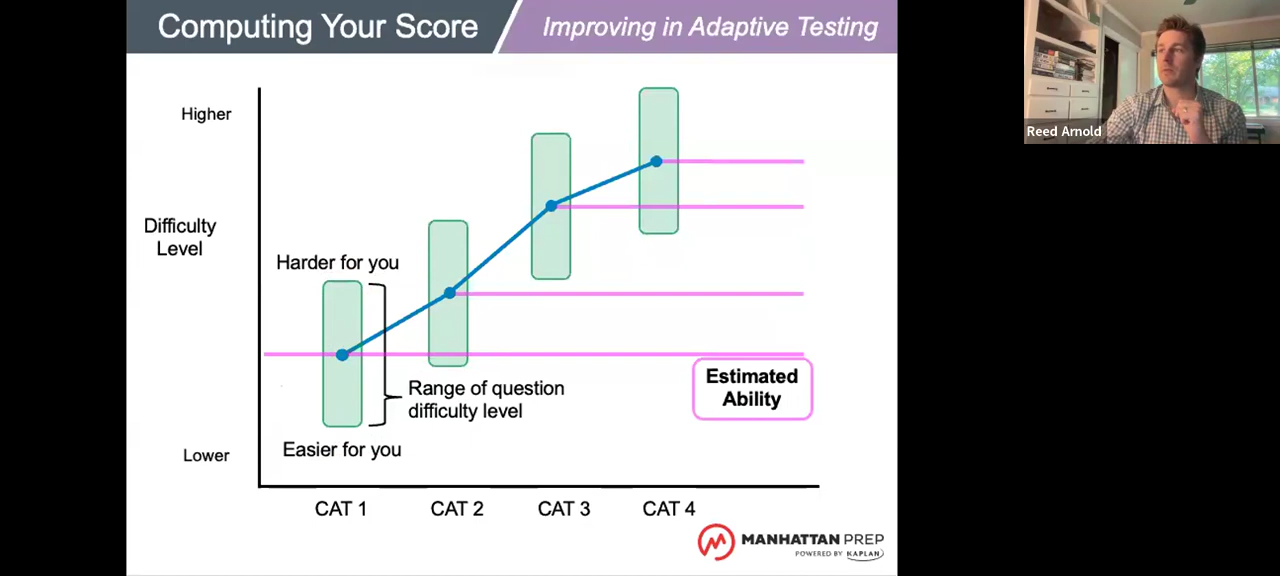 Computing Your Score
Improving in Adaptive Testing
Reed Arnold
Higher
Difficulty
Level
Harder for you
Range of question
difficulty level
Estimated
Ability
Easier for you
Lower
CAT 1
CAT 2
CAT 3
CAT 4
MANHATTAN PREP
POWERED BY KAPLAN